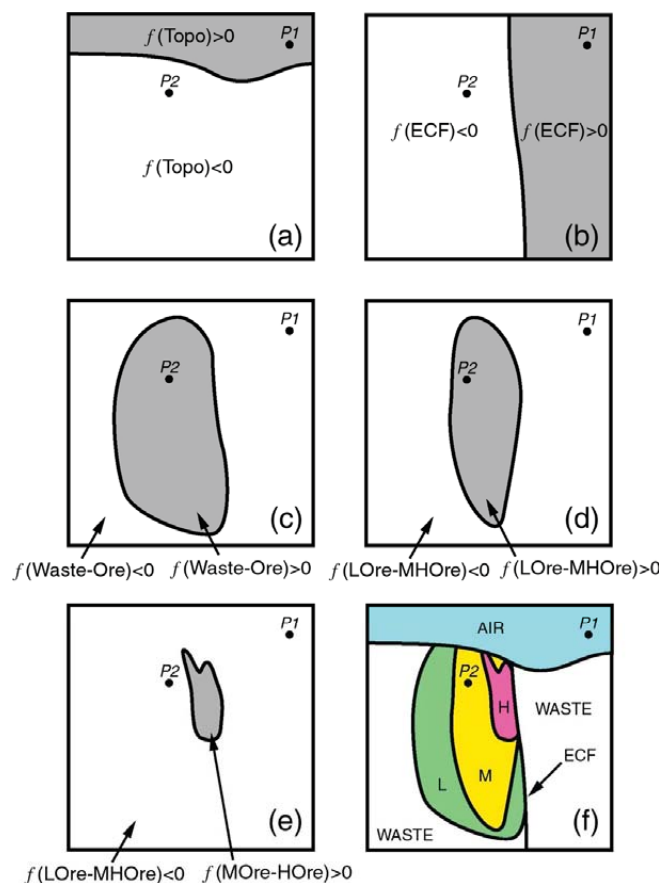 f(Topo)>0
P1
P2
f(Topo)<0
(a)
P1
P2
f(ECF)<0
f(ECF)>0
(b)
P1
P2
(c)
f(Waste-Ore)<0
f(Waste-Ore)>0
P1
P2
(d)
f(LOre-MHOre)<0
f(LOre-MHOre)>0
P1
P2
(e)
f(LOre-MHOre)<0
f(MOre-HOre)>0
P1
AIR
P2
H
WASTE
ECF
M
L
WASTE
(f)